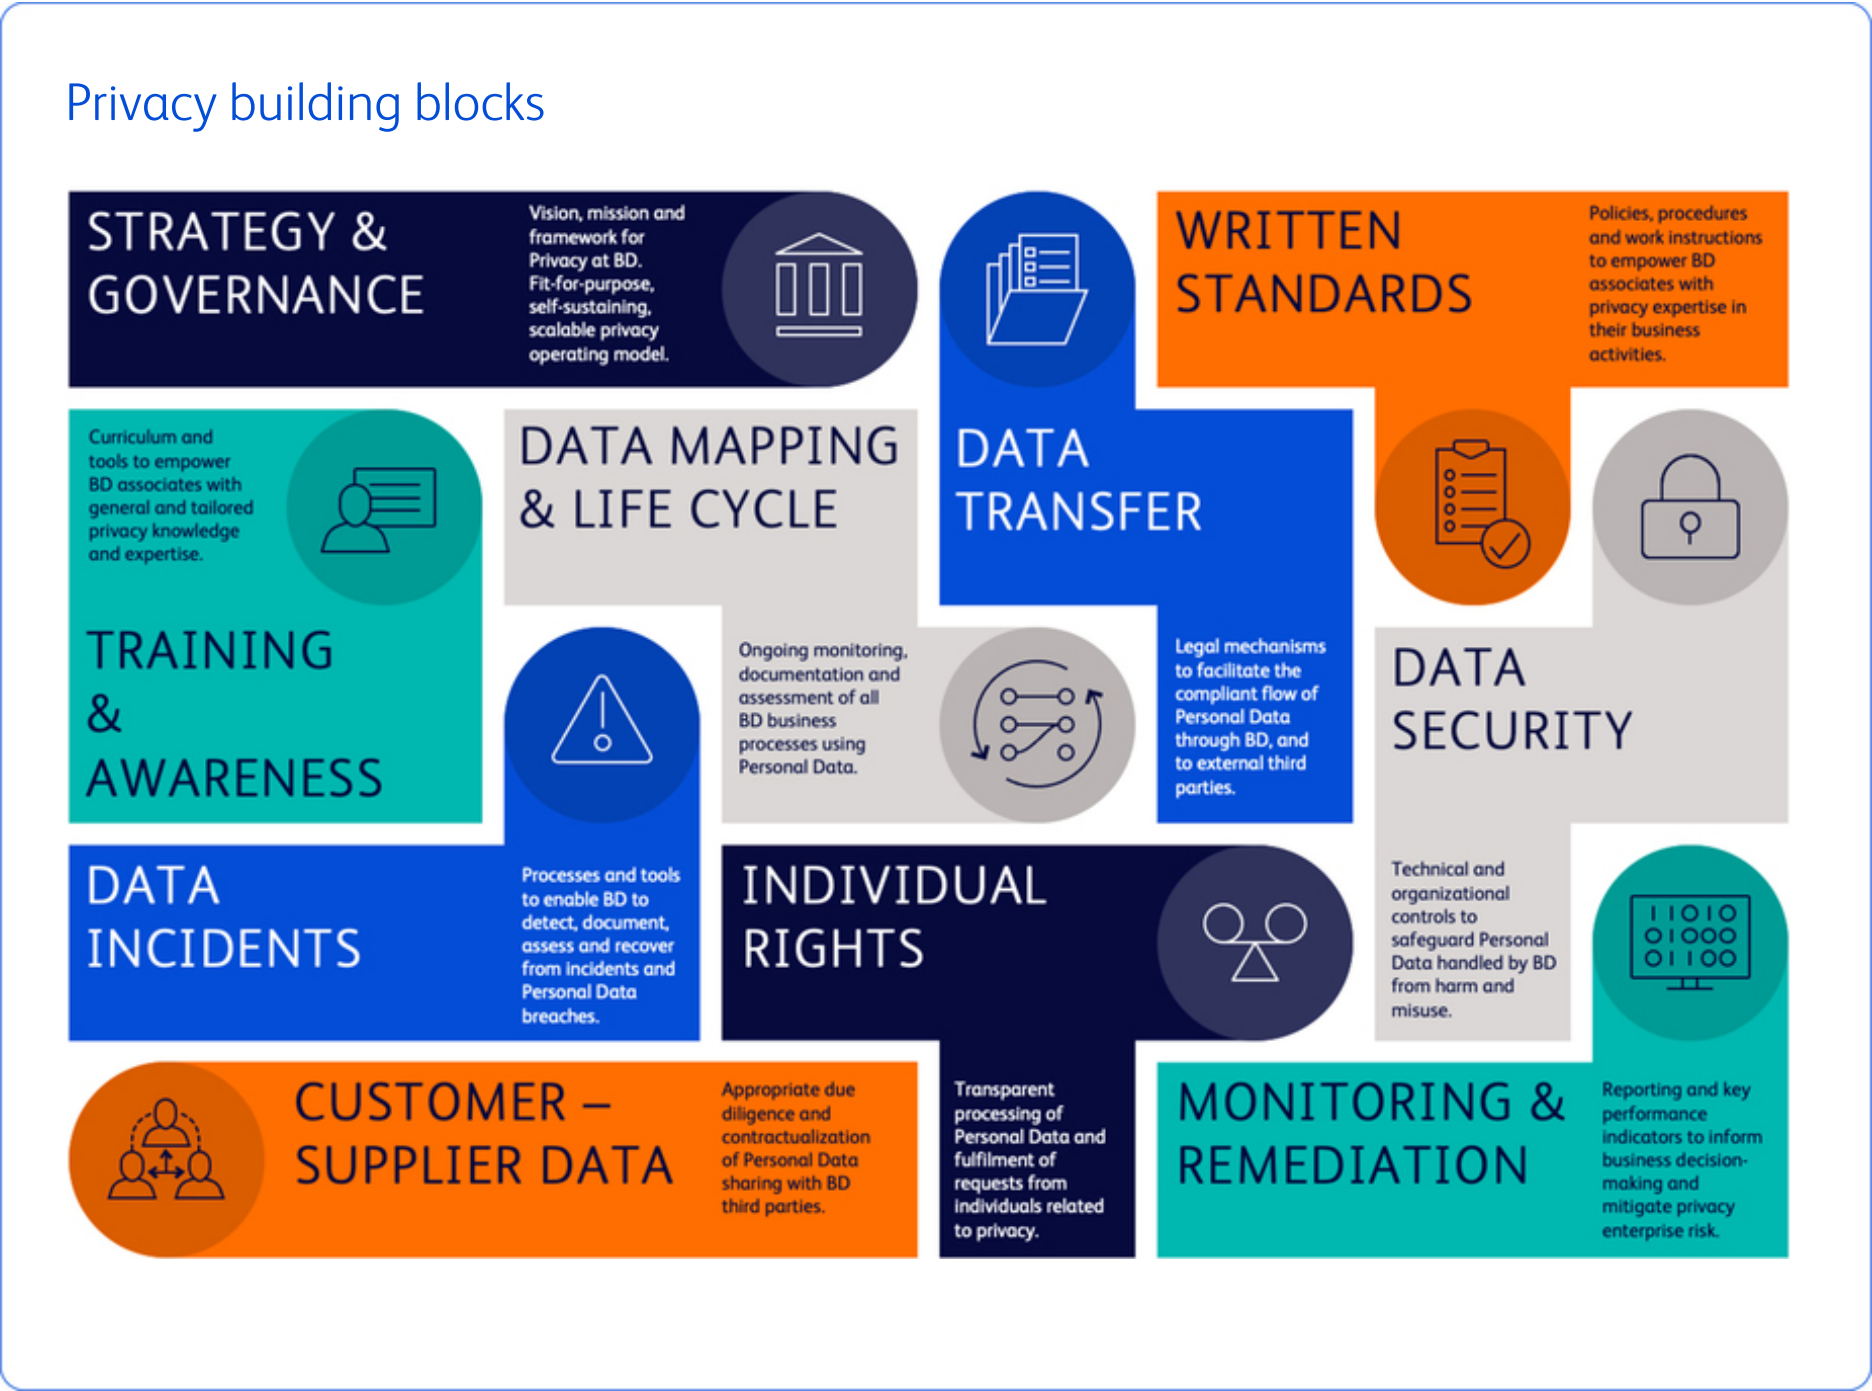 Privacy building blocks
STRATEGY &
GOVERNANCE
Vision, mission and
framework for
Privacy at BD.
Fit-for-purpose,
self-sustaining,
scalable privacy
operating model.
WRITTEN
STANDARDS
Policies, procedures
and work instructions
to empower BD
associates with
privacy expertise in
their business
activities.
Curriculum and
tools to empower
BD associates with
general and tailored
privacy knowledge
and expertise.
TRAINING
&
AWARENESS
DATA MAPPING
& LIFE CYCLE
Ongoing monitoring,
documentation and
assessment of all
BD business
processes using
Personal Data.
DATA
TRANSFER
Legal mechanisms
to facilitate the
compliant flow of
Personal Data
through BD, and
to external third
parties.
DATA
SECURITY
Technical and
organizational
controls to
safeguard Personal
Data handled by BD
from harm and
misuse.
DATA
INCIDENTS
Processes and tools
to enable BD to
detect, document,
assess and recover
from incidents and
Personal Data
breaches.
INDIVIDUAL
RIGHTS
Transparent
processing of
Personal Data and
fulfilment of
requests from
individuals related
to privacy.
11010
01000
01100
CUSTOMER –
SUPPLIER DATA
Appropriate due
diligence and
contractualization
of Personal Data
sharing with BD
third parties.
MONITORING &
REMEDIATION
Reporting and key
performance
indicators to inform
business decision-
making and
mitigate privacy
enterprise risk.